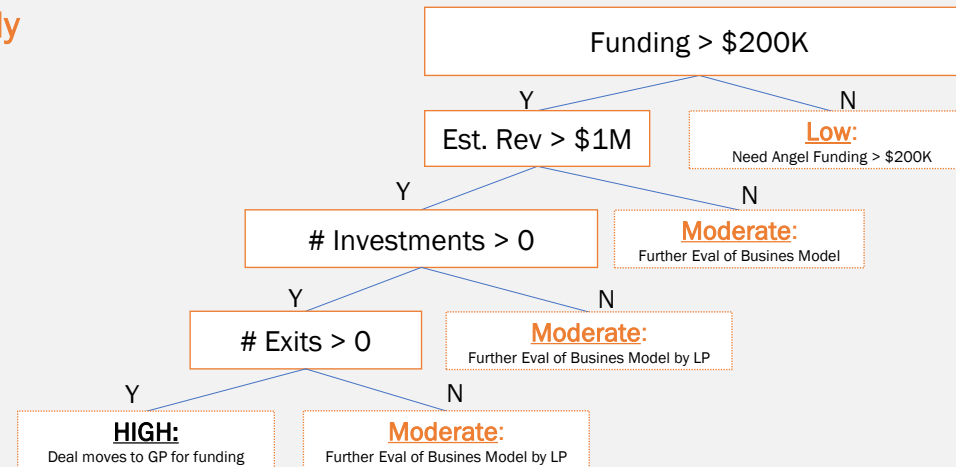 Funding > $200K
Y
N
Est. Rev > $1M
Low:
Need Angel Funding > $200K
Y
N
# Investments > 0
Moderate:
Further Eval of Busines Model
Y
N
# Exits > 0
Moderate:
Further Eval of Busines Model by LP
Y
N
HIGH:
Deal moves to GP for funding
Moderate:
Further Eval of Busines Model by LP